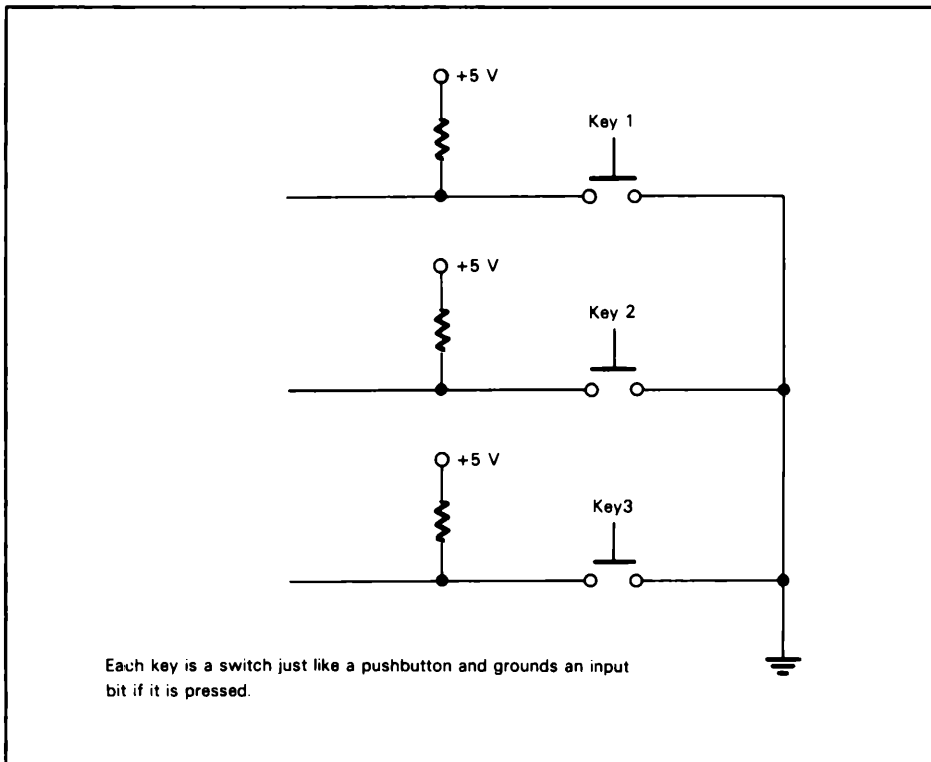 +5 V
Key 1
+5 V
Key 2
+5 V
Key3
Each key is a switch just like a pushbutton and grounds an input
bit if it is pressed.